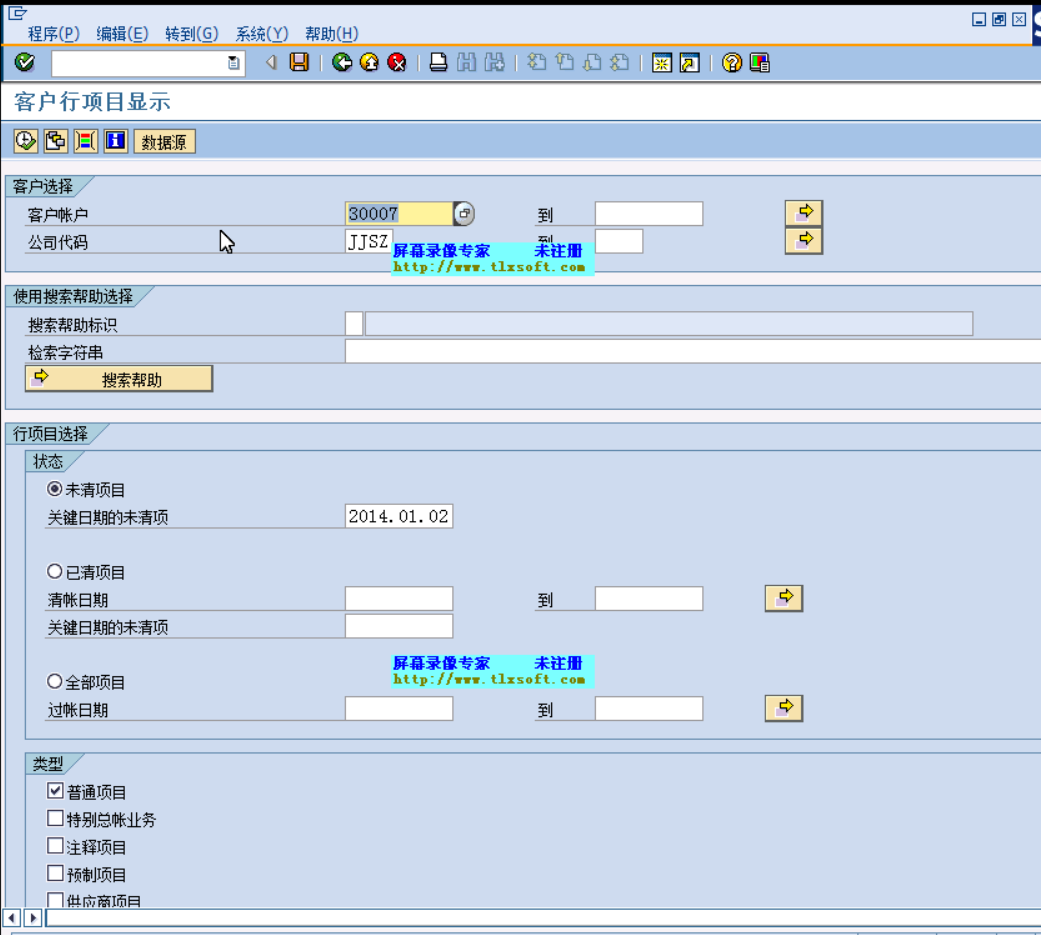 程序(P) 编辑(E) 转到(G) 系统(Y) 帮助(H)
客户行项目显示
数据源
客户选择
客户帐户 30007 到
公司代码 JJSZ 到
屏幕录像专家 未注册
http://www.tlxsoft.com
使用搜索帮助选择
搜索帮助标识
检索字符串
搜索帮助
行项目选择
状态
未清项目
关键日期的未清项 2014.01.02
已清项目
清帐日期 到
关键日期的未清项
屏幕录像专家 未注册
http://www.tlxsoft.com
全部项目
过帐日期 到
类型
普通项目
特别总帐业务
注释项目
预制项目
供应商项目